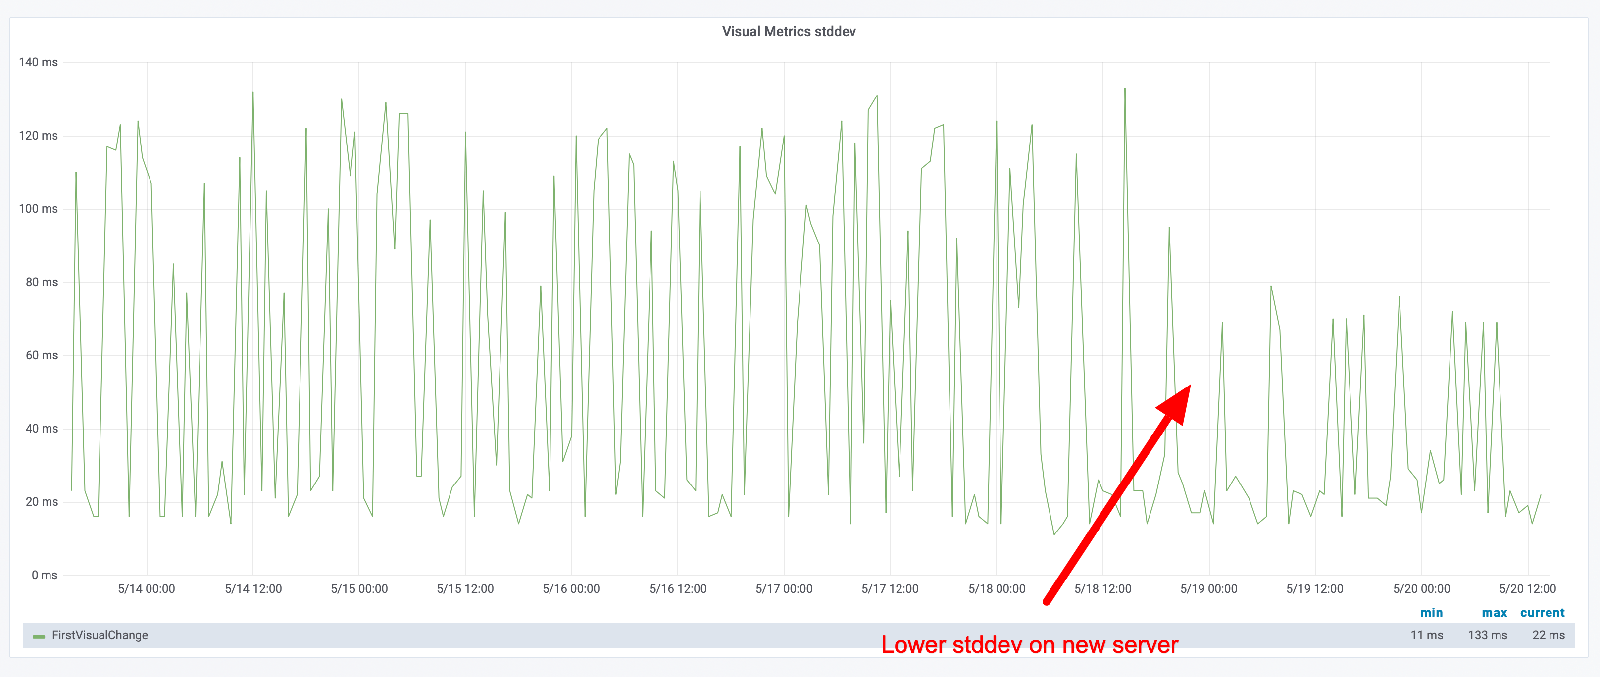 Visual Metrics stddev
140 ms
120 ms
100 ms
80 ms
60 ms
40 ms
20 ms
0 ms
5/14 00:00 5/14 12:00 5/15 00:00 5/15 12:00 5/16 00:00 5/16 12:00 5/17 00:00 5/17 12:00 5/18 00:00 5/18 12:00 5/19 00:00 5/19 12:00 5/20 00:00 5/20 12:00
min max current
FirstVisualChange 11 ms 133 ms 22 ms
Lower stddev on new server